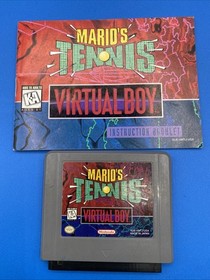 MARIO'S
TENNIS
VIRTUAL BOY
INSTRUCTION BOOKLET
MARIO'S
TENNIS
VIRTUAL BOY
Nintendo